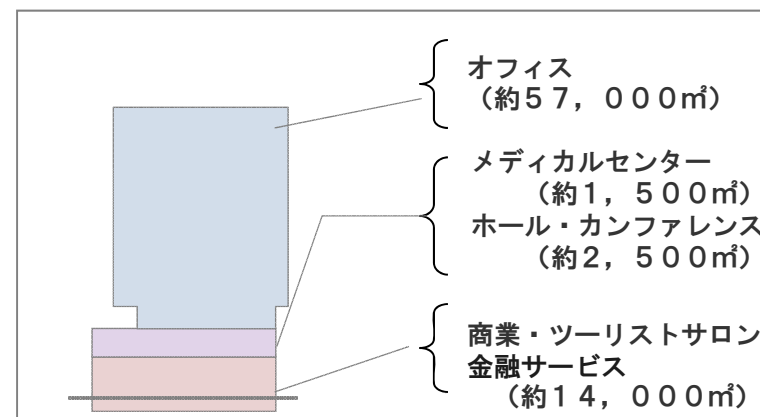 オフィス
（約５７，０００㎡）
メディカルセンター
（約１，５００㎡）
ホール・カンファレンス
（約２，５００㎡）
商業・ツーリストサロン
金融サービス
（約１４，０００㎡）